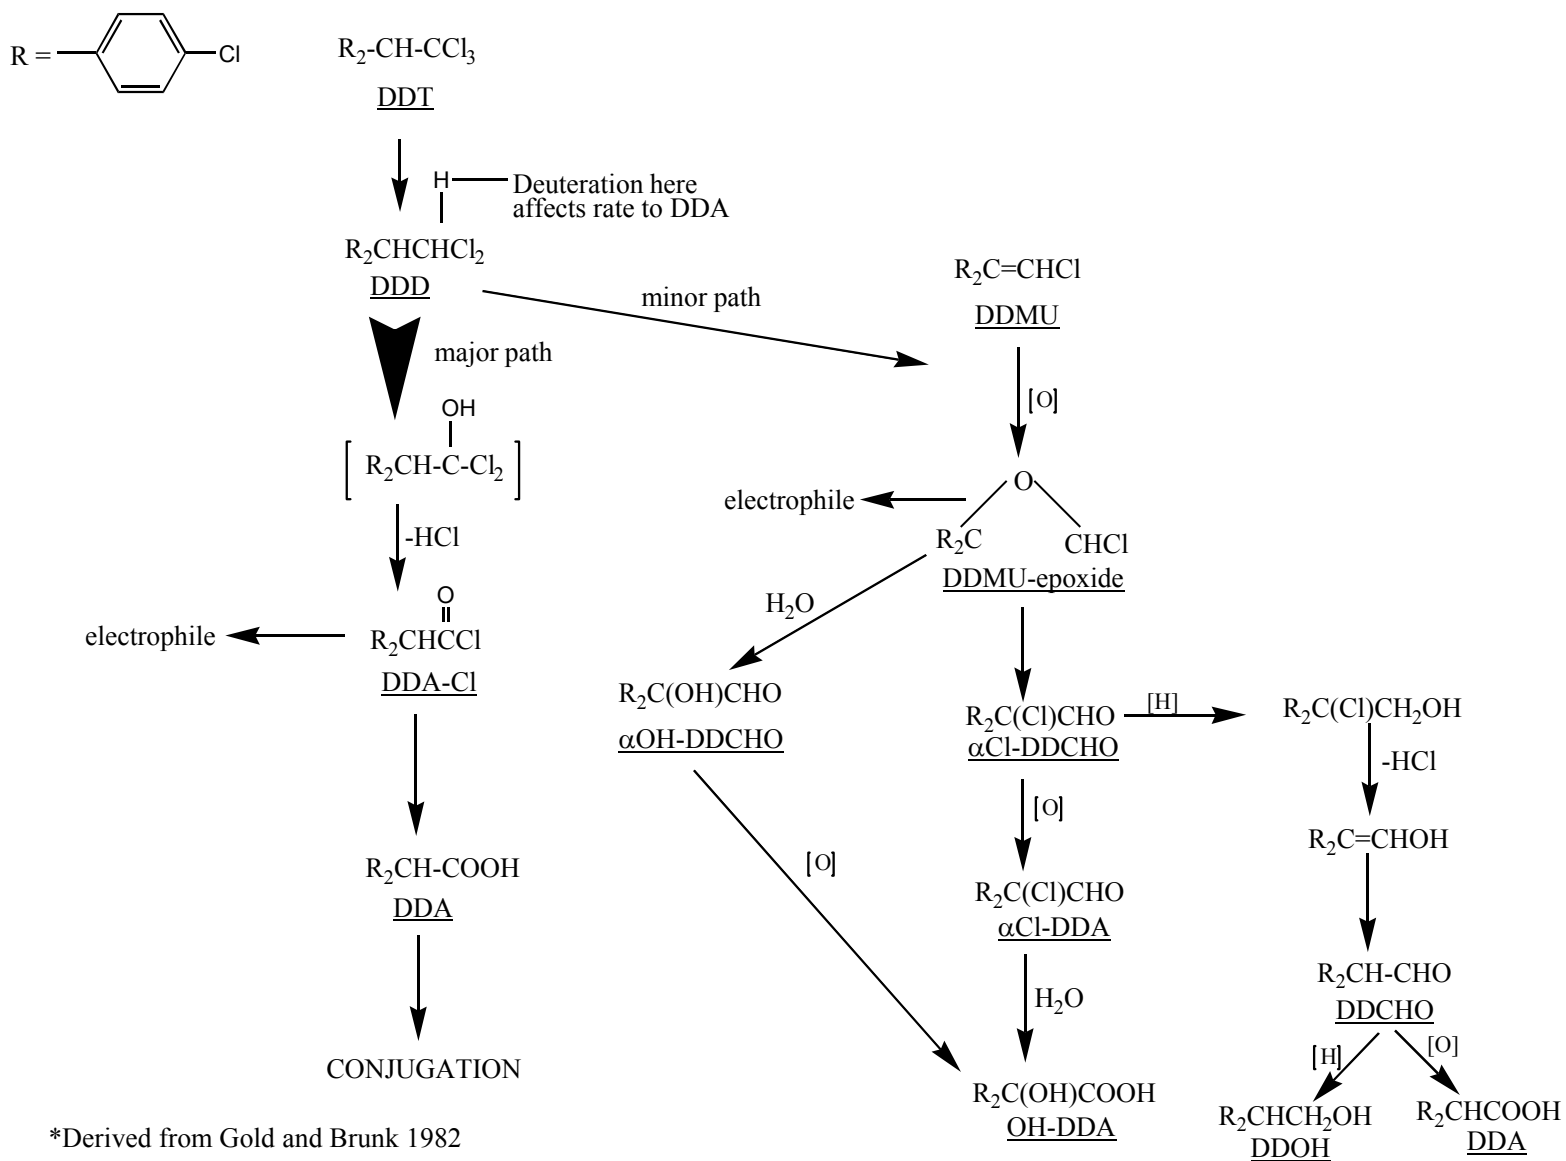 R =
Cl
R₂-CH-CCl₃
DDT
H
Deuteration here
affects rate to DDA
R₂CHCHCl₂
DDD
minor path
major path
OH
R₂CH-C-Cl₂
-HCl
O
electrophile
R₂CHCCl
DDA-Cl
R₂CH-COOH
DDA
CONJUGATION
R₂C=CHCl
DDMU
[O]
O
electrophile
R₂C
CHCl
DDMU-epoxide
H₂O
R₂C(OH)CHO
αOH-DDCHO
[O]
R₂C(Cl)CHO
αCl-DDCHO
[O]
R₂C(Cl)CHO
αCl-DDA
H₂O
R₂C(OH)COOH
OH-DDA
[H]
R₂C(Cl)CH₂OH
-HCl
R₂C=CHOH
R₂CH-CHO
DDCHO
[H]
[O]
R₂CHCH₂OH
DDOH
R₂CHCOOH
DDA
*Derived from Gold and Brunk 1982